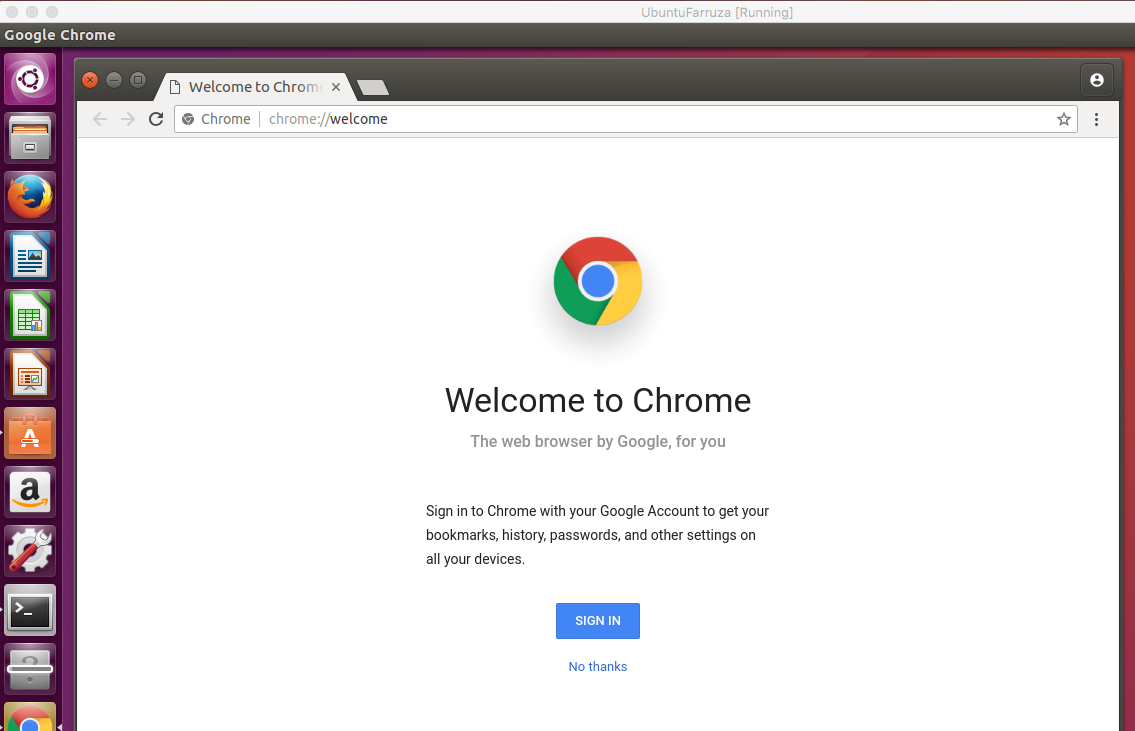 UbuntuFarruza [Running]
Google Chrome
Welcome to Chrom
Chrome chrome://welcome
Welcome to Chrome
The web browser by Google, for you
Sign in to Chrome with your Google Account to get your
bookmarks, history, passwords, and other settings on
all your devices.
SIGN IN
No thanks